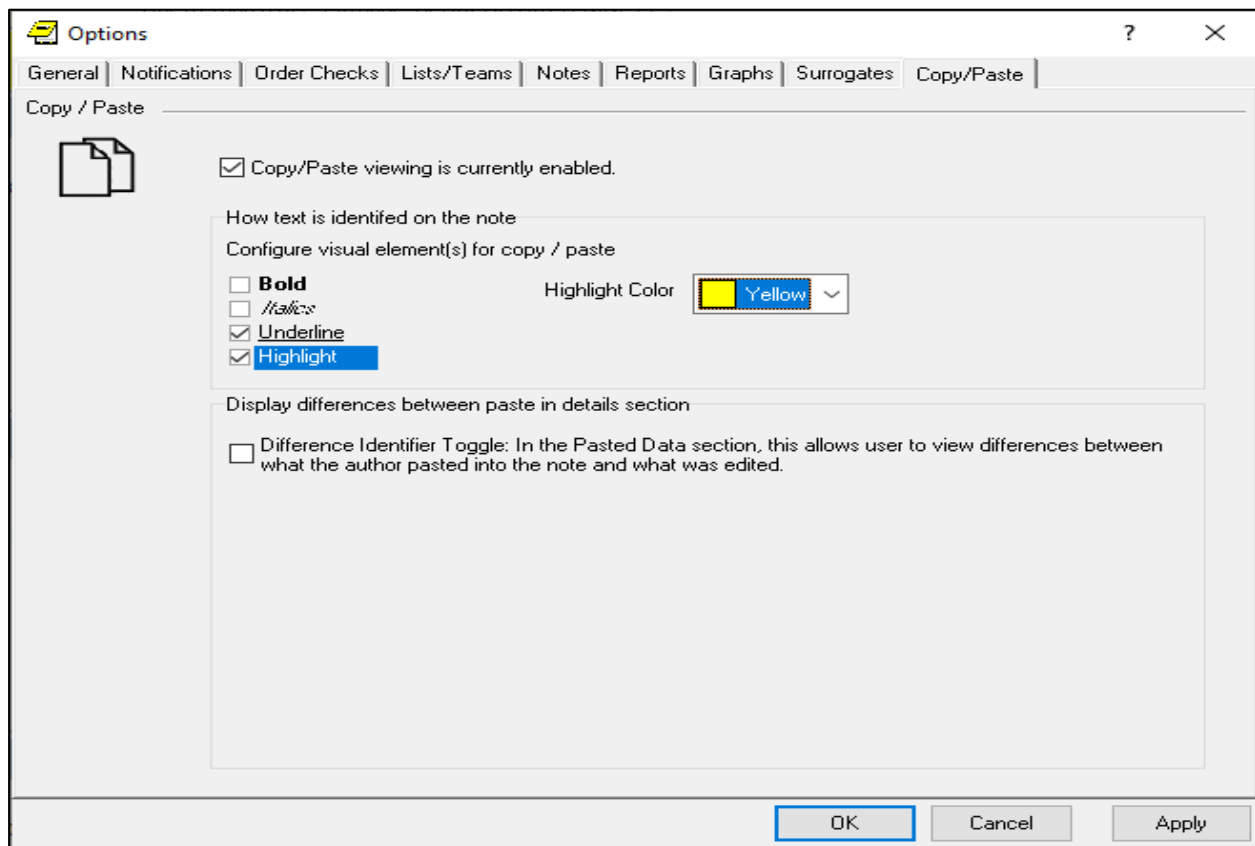 Options
General Notifications Order Checks Lists/Teams Notes Reports Graphs Surrogates Copy/Paste
Copy / Paste
Copy/Paste viewing is currently enabled.
How text is identifed on the note
Configure visual element(s) for copy / paste
Bold
Highlight Color Yellow
Italics
Underline
Highlight
Display differences between paste in details section
Difference Identifier Toggle: In the Pasted Data section, this allows user to view differences between
what the author pasted into the note and what was edited.
OK Cancel Apply